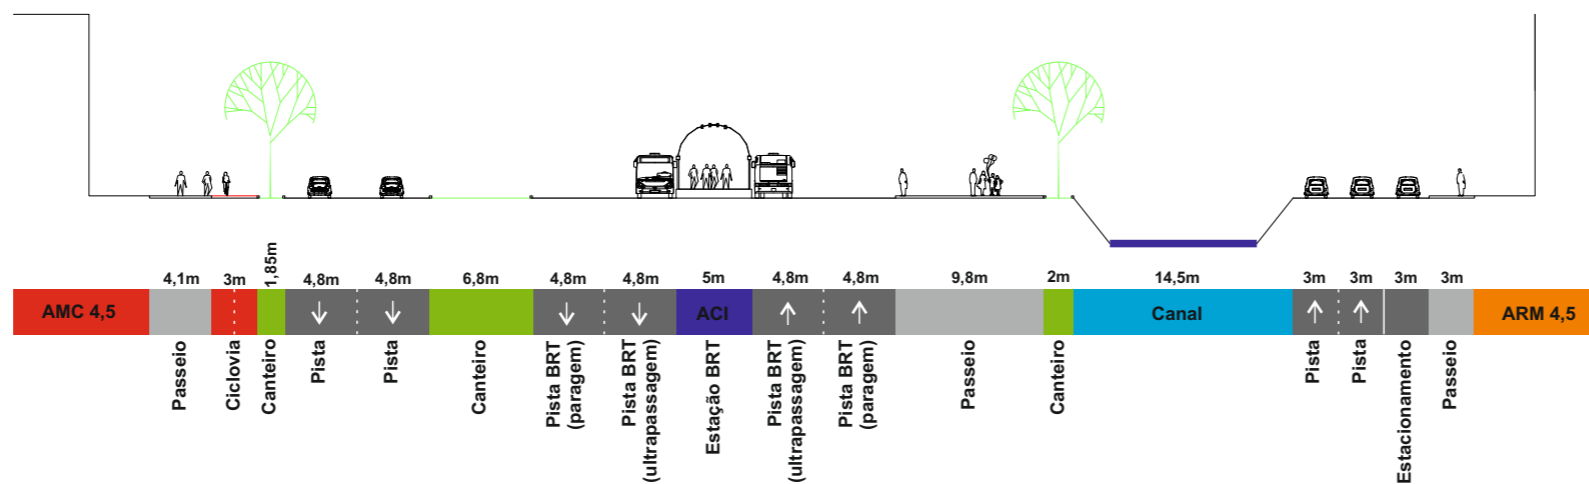 4,1m
3m
1,85m
4,8m
4,8m
6,8m
4,8m
4,8m
5m
4,8m
4,8m
9,8m
2m
14,5m
3m
3m
3m
3m
AMC 4,5
ACI
Canal
ARM 4,5
Passeio
Ciclovia
Canteiro
Pista
Pista
Canteiro
Pista BRT
(paragem)
Pista BRT
(ultrapassagem)
Estação BRT
Pista BRT
(ultrapassagem)
Pista BRT
(paragem)
Passeio
Canteiro
Pista
Pista
Estacionamento
Passeio